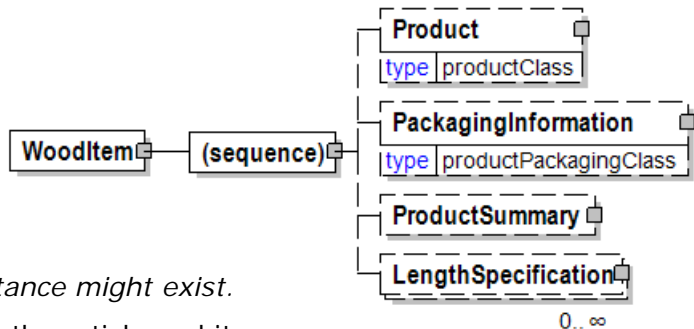 Product
type productClass
PackagingInformation
type productPackagingClass
WoodItem
(sequence)
ProductSummary
LengthSpecification
0..∞
tance might exist.